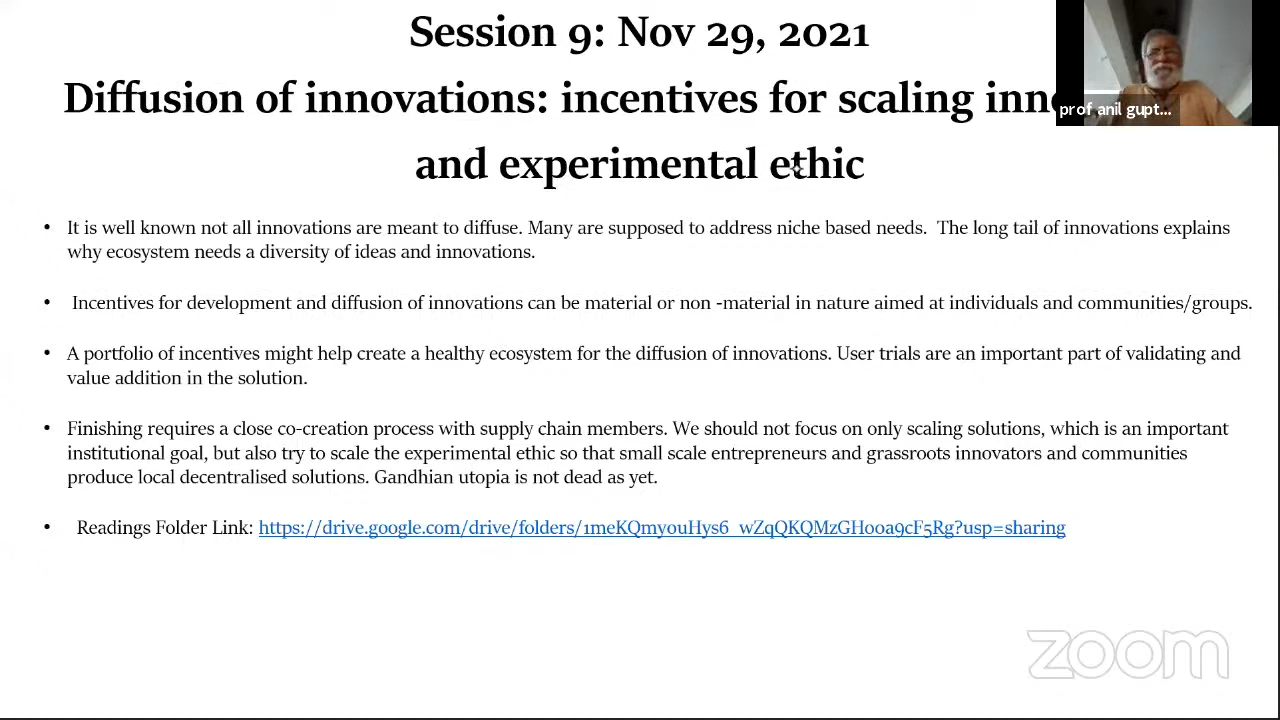 Session 9: Nov 29, 2021
Diffusion of innovations: incentives for scaling
and experimental ethic
prof anil gupt...
• It is well known not all innovations are meant to diffuse. Many are supposed to address niche based needs. The long tail of innovations explains
why ecosystem needs a diversity of ideas and innovations.
• Incentives for development and diffusion of innovations can be material or non -material in nature aimed at individuals and communities/groups.
• A portfolio of incentives might help create a healthy ecosystem for the diffusion of innovations. User trials are an important part of validating and
value addition in the solution.
• Finishing requires a close co-creation process with supply chain members. We should not focus on only scaling solutions, which is an important
institutional goal, but also try to scale the experimental ethic so that small scale entrepreneurs and grassroots innovators and communities
produce local decentralised solutions. Gandhian utopia is not dead as yet.
• Readings Folder Link: https://drive.google.com/drive/folders/1meKQmyouHys6_wZqQKQMzGHooa9cF5Rg?usp=sharing
zoom